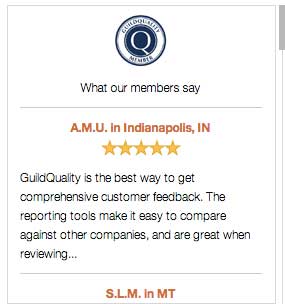 GUILDQUALITY
Q
MEMBER
What our members say
A.M.U. in Indianapolis, IN
GuildQuality is the best way to get
comprehensive customer feedback. The
reporting tools make it easy to compare
against other companies, and are great when
reviewing...
S.L.M. in MT